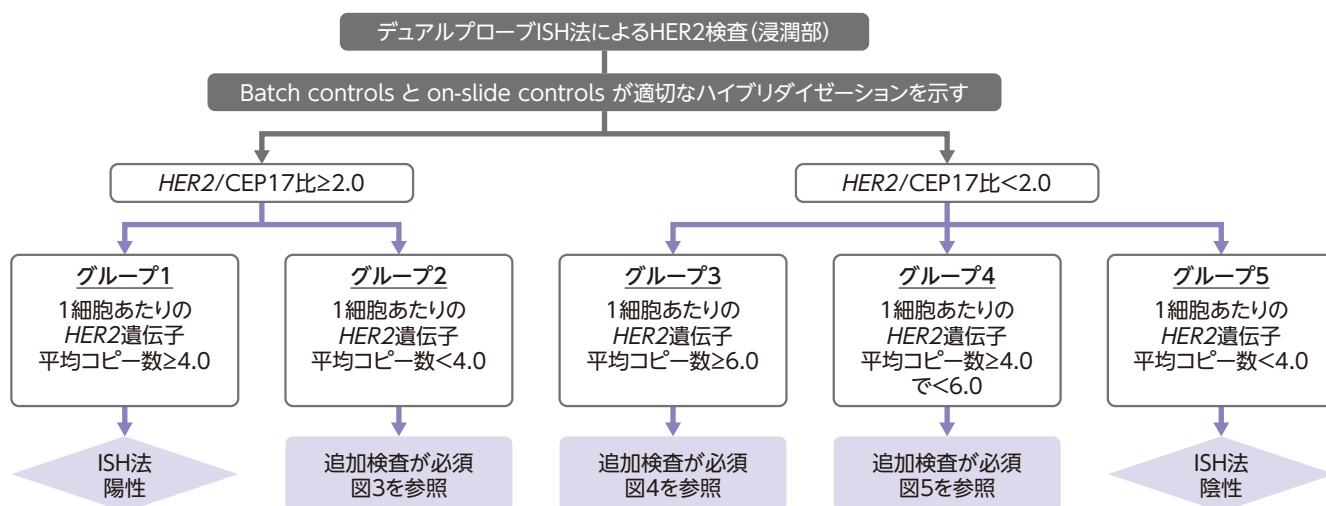 デュアルプローブISH法によるHER2検査（浸潤部）
Batch controls と on-slide controls が適切なハイブリダイゼーションを示す
HER2/CEP17比≥2.0
HER2/CEP17比<2.0
グループ1
1細胞あたりの
HER2遺伝子
平均コピー数≥4.0
グループ2
1細胞あたりの
HER2遺伝子
平均コピー数<4.0
グループ3
1細胞あたりの
HER2遺伝子
平均コピー数≥6.0
グループ4
1細胞あたりの
HER2遺伝子
平均コピー数≥4.0
で<6.0
グループ5
1細胞あたりの
HER2遺伝子
平均コピー数<4.0
ISH法
陽性
追加検査が必須
図3を参照
追加検査が必須
図4を参照
追加検査が必須
図5を参照
ISH法
陰性